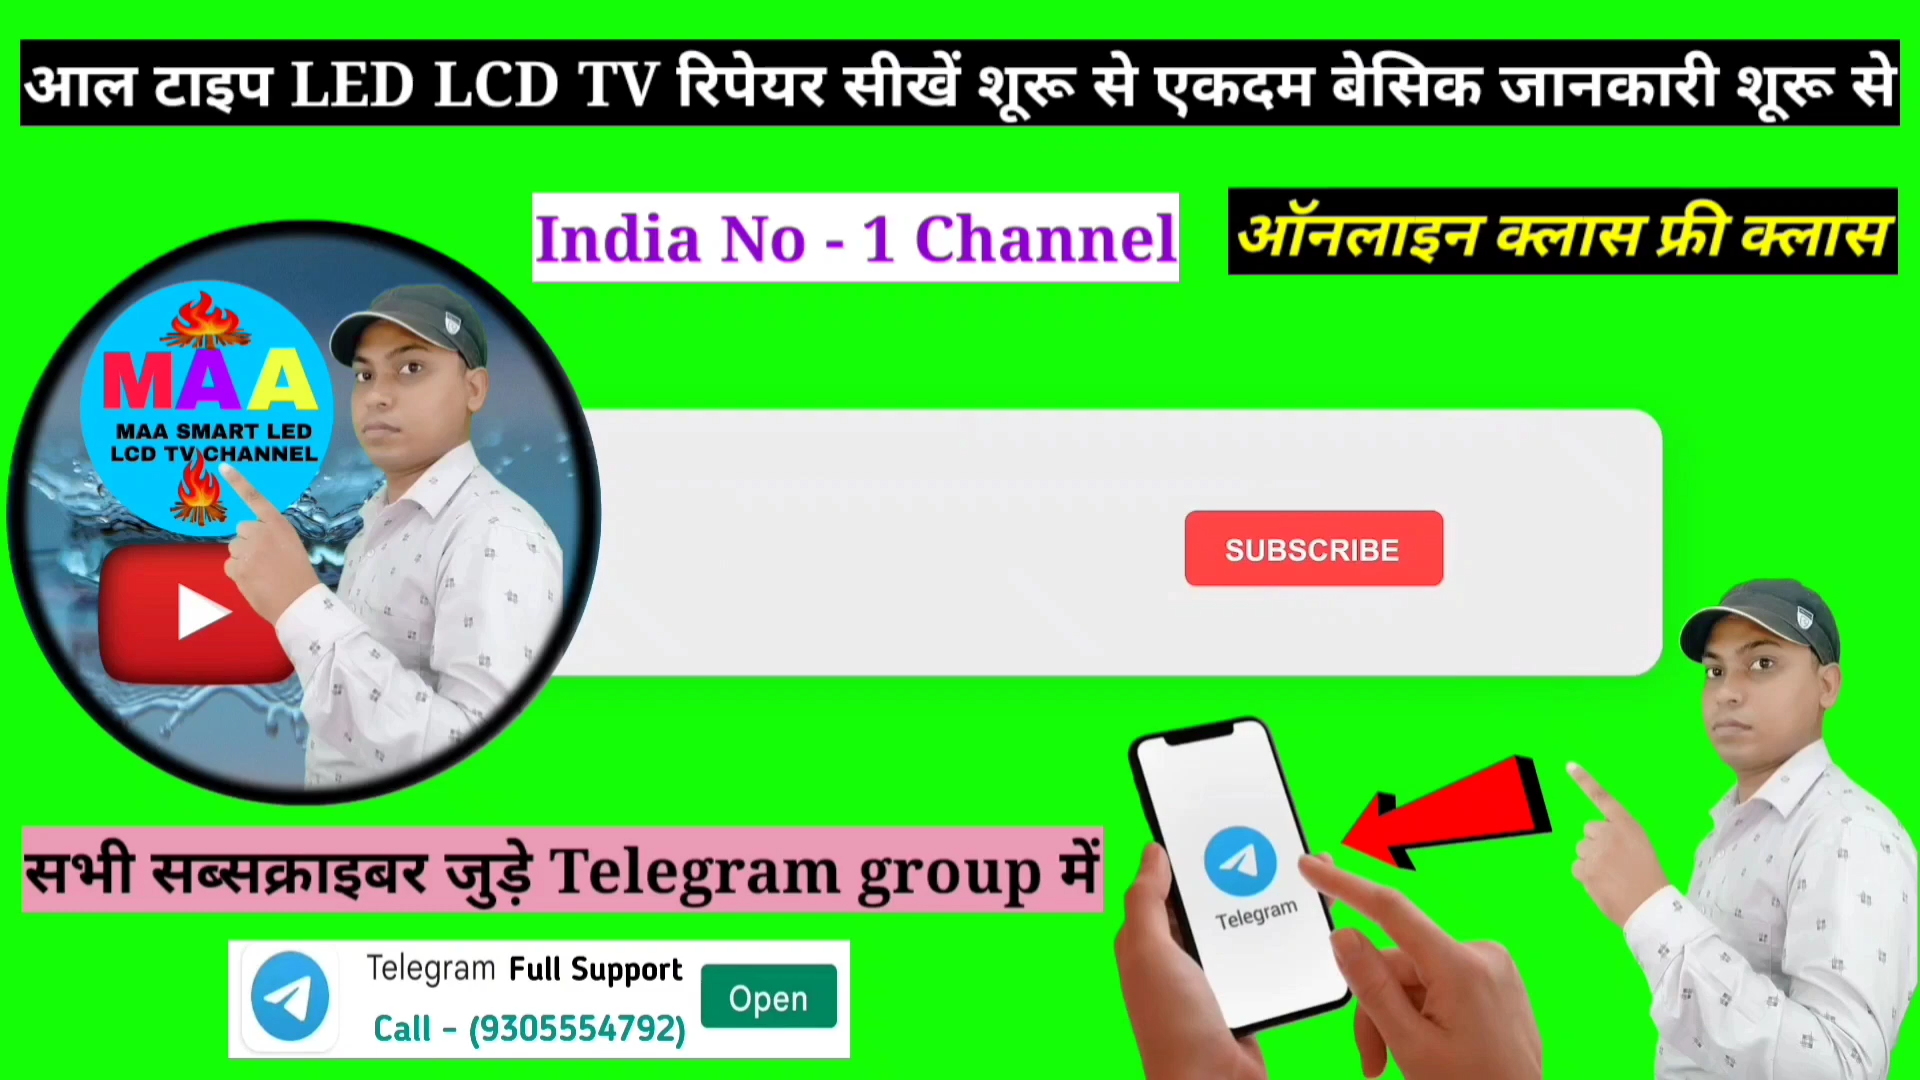 आल टाइप LED LCD TV रिपेयर सीखें शूरू से एकदम बेसिक जानकारी शूरू से
India No - 1 Channel
ऑनलाइन क्लास फ्री क्लास
MAA
MAA SMART LED
LCD TV CHANNEL
SUBSCRIBE
सभी सब्सक्राइबर जुड़े Telegram group में
Telegram
Telegram Full Support
Call - (9305554792)
Open